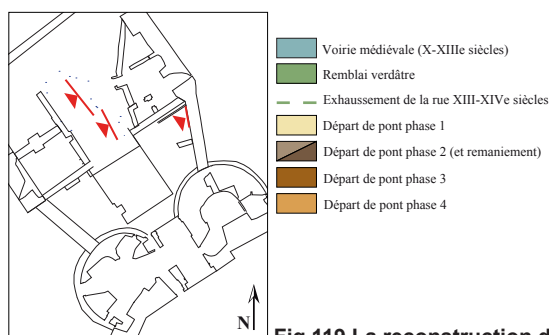 Voirie médiévale (X-XIIIe siècles)
Remblai verdâtre
Exhaussement de la rue XIII-XIVe siècles
Départ de pont phase 1
Départ de pont phase 2 (et remaniement)
Départ de pont phase 3
Départ de pont phase 4
N
Fig.119 La reconstruction d